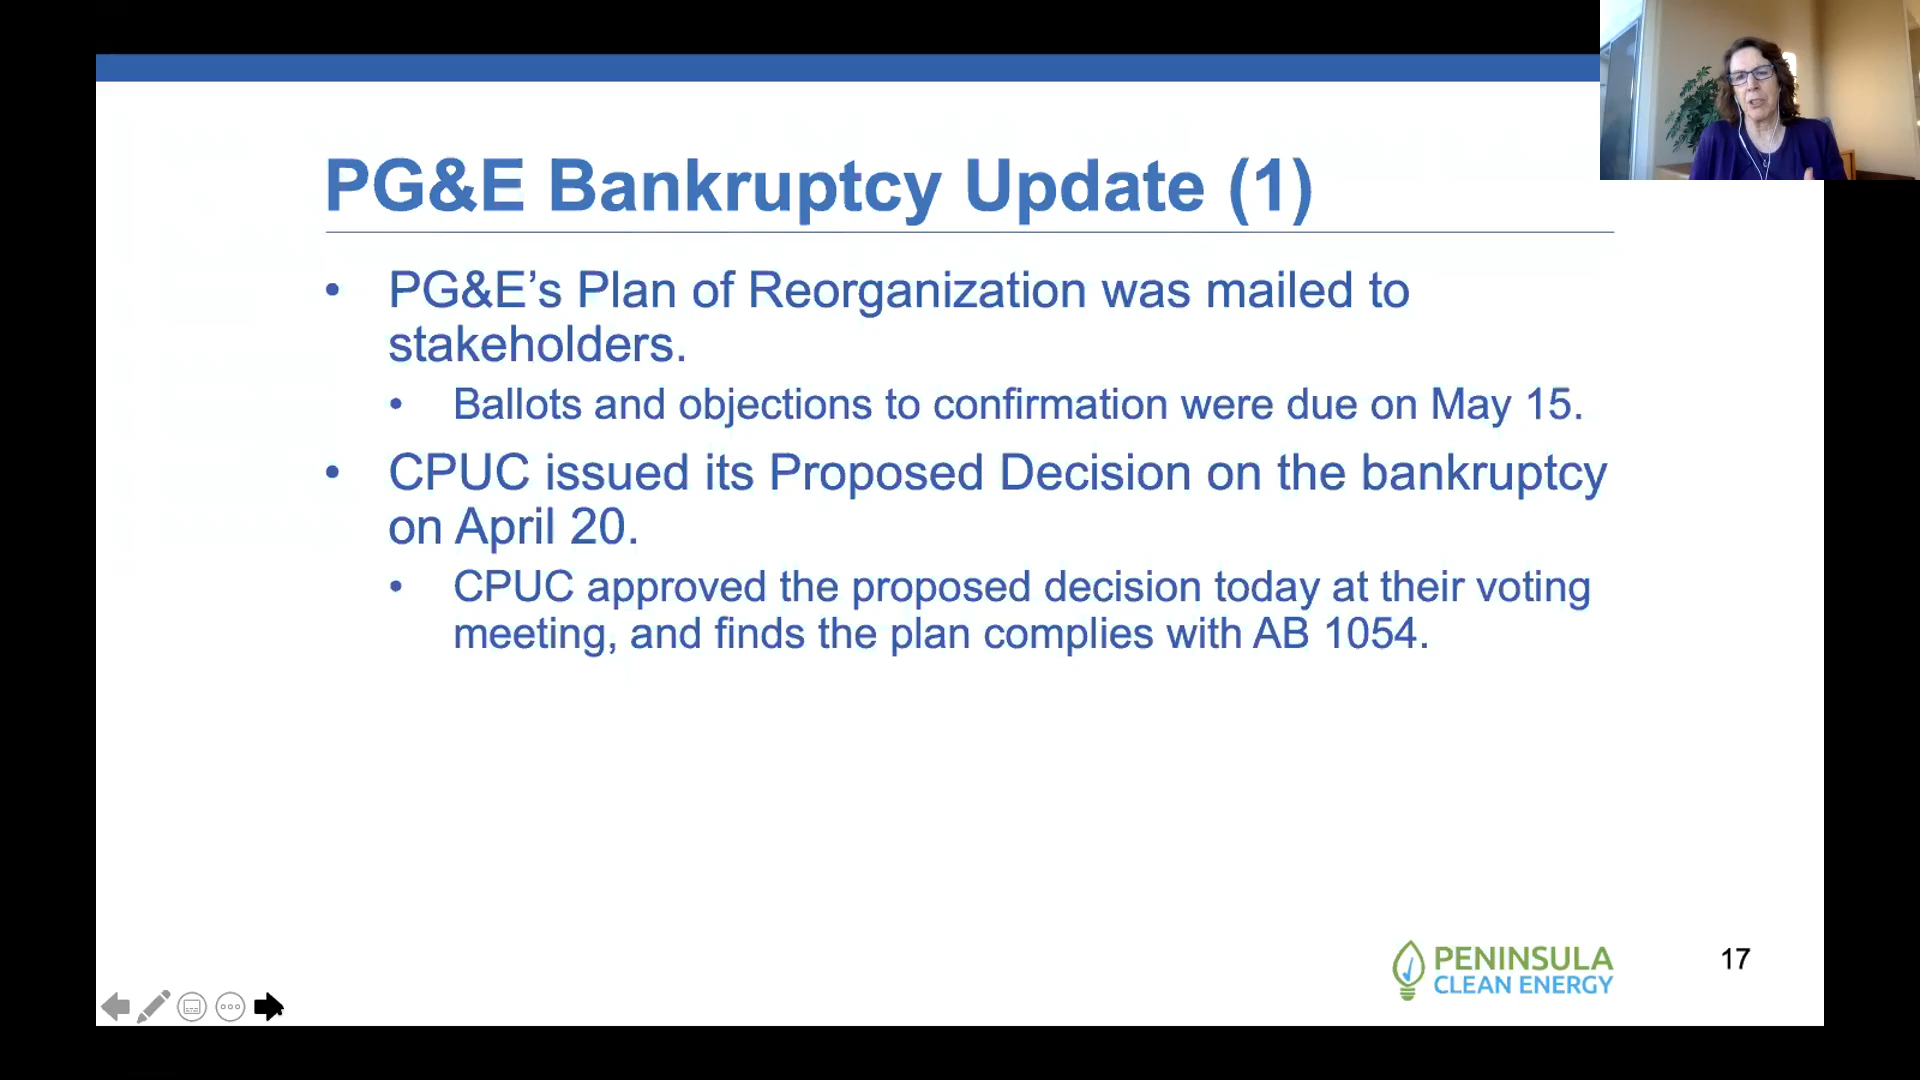 PG&E Bankruptcy Update (1)
• PG&E’s Plan of Reorganization was mailed to
stakeholders.
• Ballots and objections to confirmation were due on May 15.
• CPUC issued its Proposed Decision on the bankruptcy
on April 20.
• CPUC approved the proposed decision today at their voting
meeting, and finds the plan complies with AB 1054.
PENINSULA
CLEAN ENERGY
17